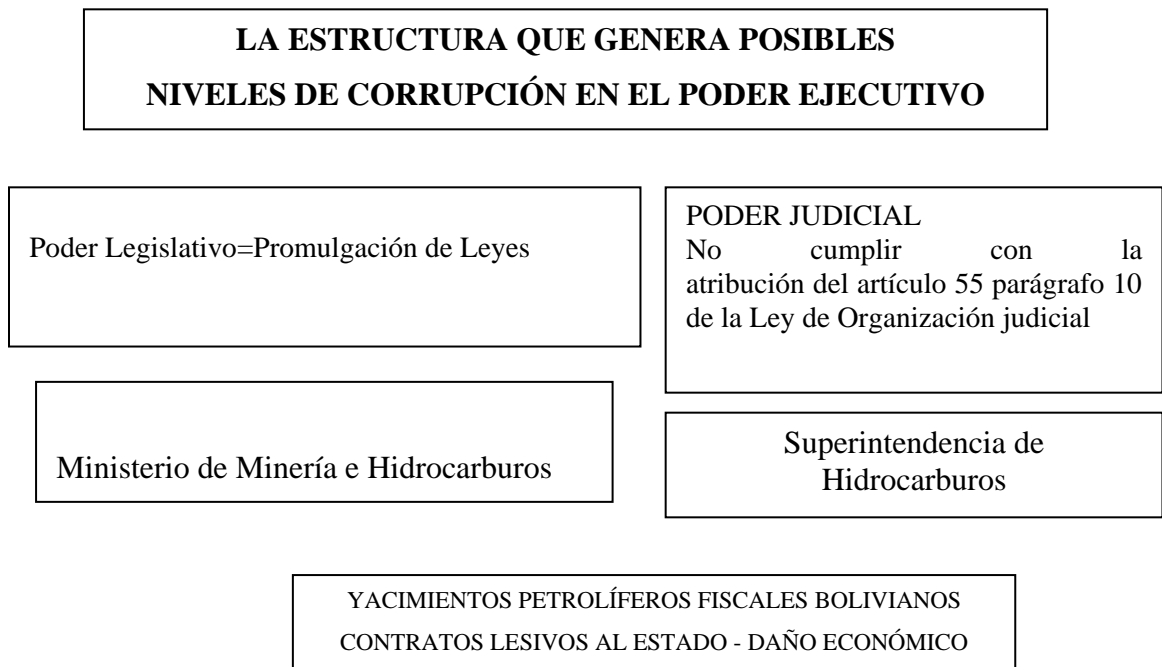 LA ESTRUCTURA QUE GENERA POSIBLES
NIVELES DE CORRUPCIÓN EN EL PODER EJECUTIVO
Poder Legislativo=Promulgación de Leyes
PODER JUDICIAL
No cumplir con la
atribución del artículo 55 parágrafo 10
de la Ley de Organización judicial
Ministerio de Minería e Hidrocarburos
Superintendencia de
Hidrocarburos
YACIMIENTOS PETROLÍFEROS FISCALES BOLIVIANOS
CONTRATOS LESIVOS AL ESTADO - DAÑO ECONÓMICO